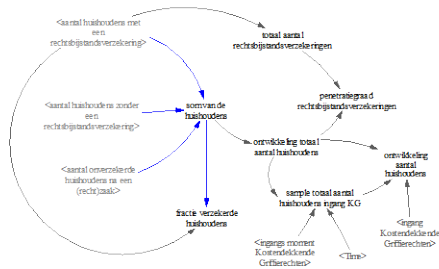 <aantal huishoudens met
een
rechtsbijstandsverzekering>
totaal aantal
rechtsbijstandsverzekeringen
penetratiegraad
rechtsbijstandsverzekeringen
<aantal huishoudens zonder
een
rechtsbijstandsverzekering>
som van de
huishoudens
ontwikkeling totaal
aantal huishoudens
ontwikkeling
aantal
huishoudens
<aantal onverzekerde
huishoudens na een
(recht)zaak>
sample totaal aantal
huishoudens ingang KG
fractie verzekerde
huishoudens
<ingangs moment
Kostendekkende
Griffierechten>
<Time>
<ingang
Kostendekkende
Griffierechten>